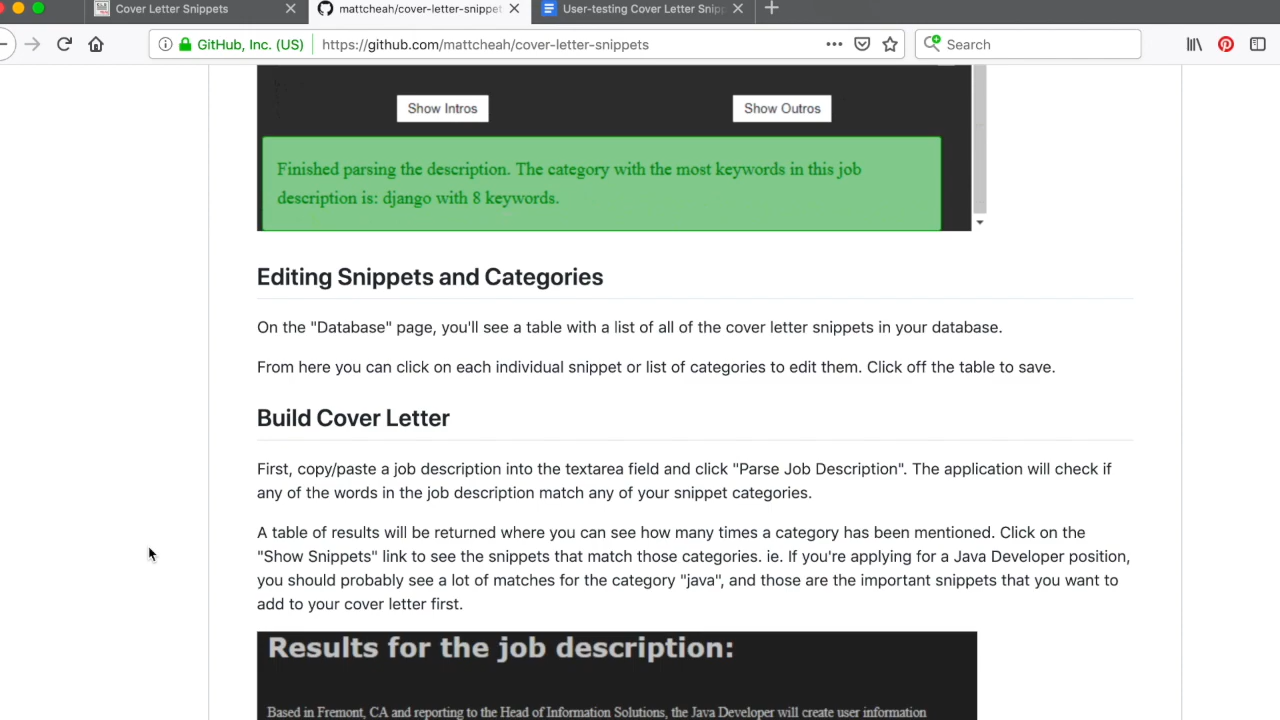 Cover Letter Snippets
mattcheah/cover-letter-snippet
User-testing Cover Letter Snipp
GitHub, Inc. (US)
https://github.com/mattcheah/cover-letter-snippets
Search
Show Intros
Show Outros
Finished parsing the description. The category with the most keywords in this job
description is: django with 8 keywords.
Editing Snippets and Categories
On the "Database" page, you'll see a table with a list of all of the cover letter snippets in your database.
From here you can click on each individual snippet or list of categories to edit them. Click off the table to save.
Build Cover Letter
First, copy/paste a job description into the textarea field and click "Parse Job Description". The application will check if
any of the words in the job description match any of your snippet categories.
A table of results will be returned where you can see how many times a category has been mentioned. Click on the
"Show Snippets" link to see the snippets that match those categories. ie. If you're applying for a Java Developer position,
you should probably see a lot of matches for the category "java", and those are the important snippets that you want to
add to your cover letter first.
Results for the job description:
Based in Fremont, CA and reporting to the Head of Information Solutions, the Java Developer will create user information